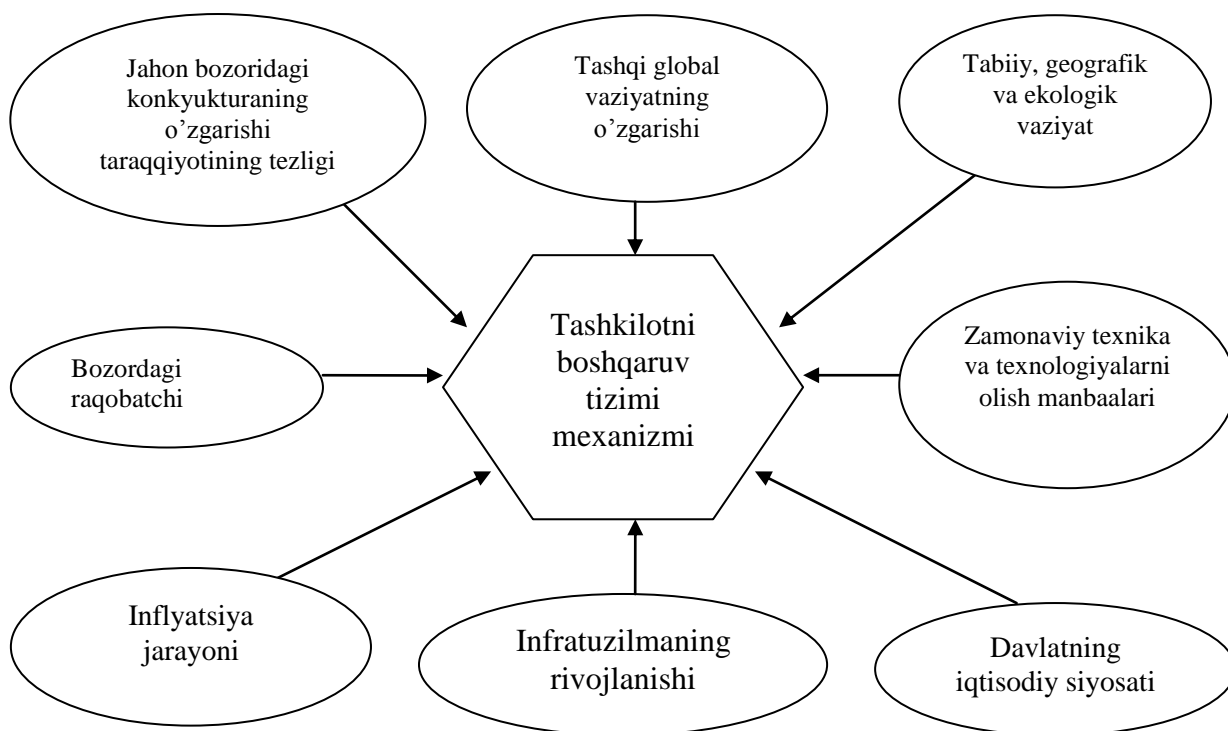 Jahon bozoridagi
konkyukturaning
o’zgarishi
taraqqiyotining tezligi
Tashqi global
vaziyatning
o’zgarishi
Tabiiy, geografik
va ekologik
vaziyat
Bozordagi
raqobatchi
Tashkilotni
boshqaruv
tizimi
mexanizmi
Zamonaviy texnika
va texnologiyalarni
olish manbaalari
Inflyatsiya
jarayoni
Infratuzilmaning
rivojlanishi
Davlatning
iqtisodiy siyosati